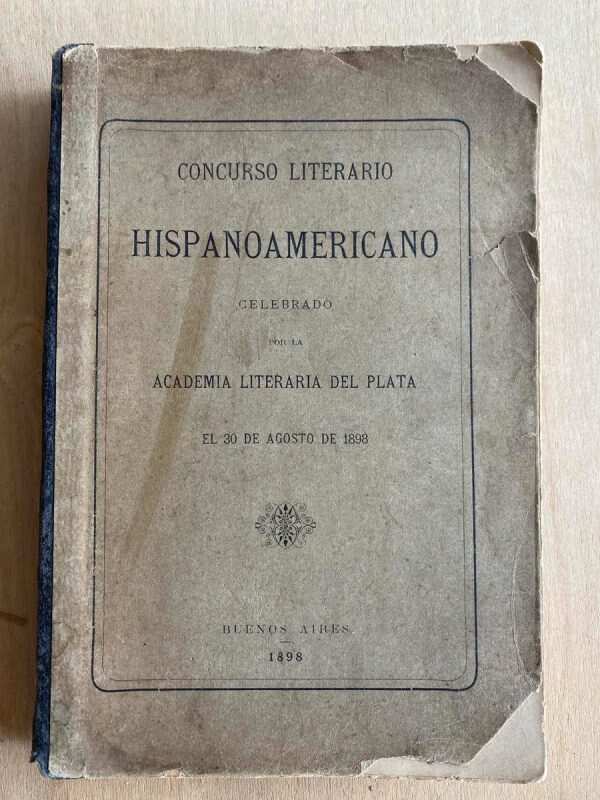 CONCURSO LITERARIO
HISPANOAMERICANO
CELEBRADO
POR LA
ACADEMIA LITERARIA DEL PLATA
EL 30 DE AGOSTO DE 1898
BUENOS AIRES.
1898